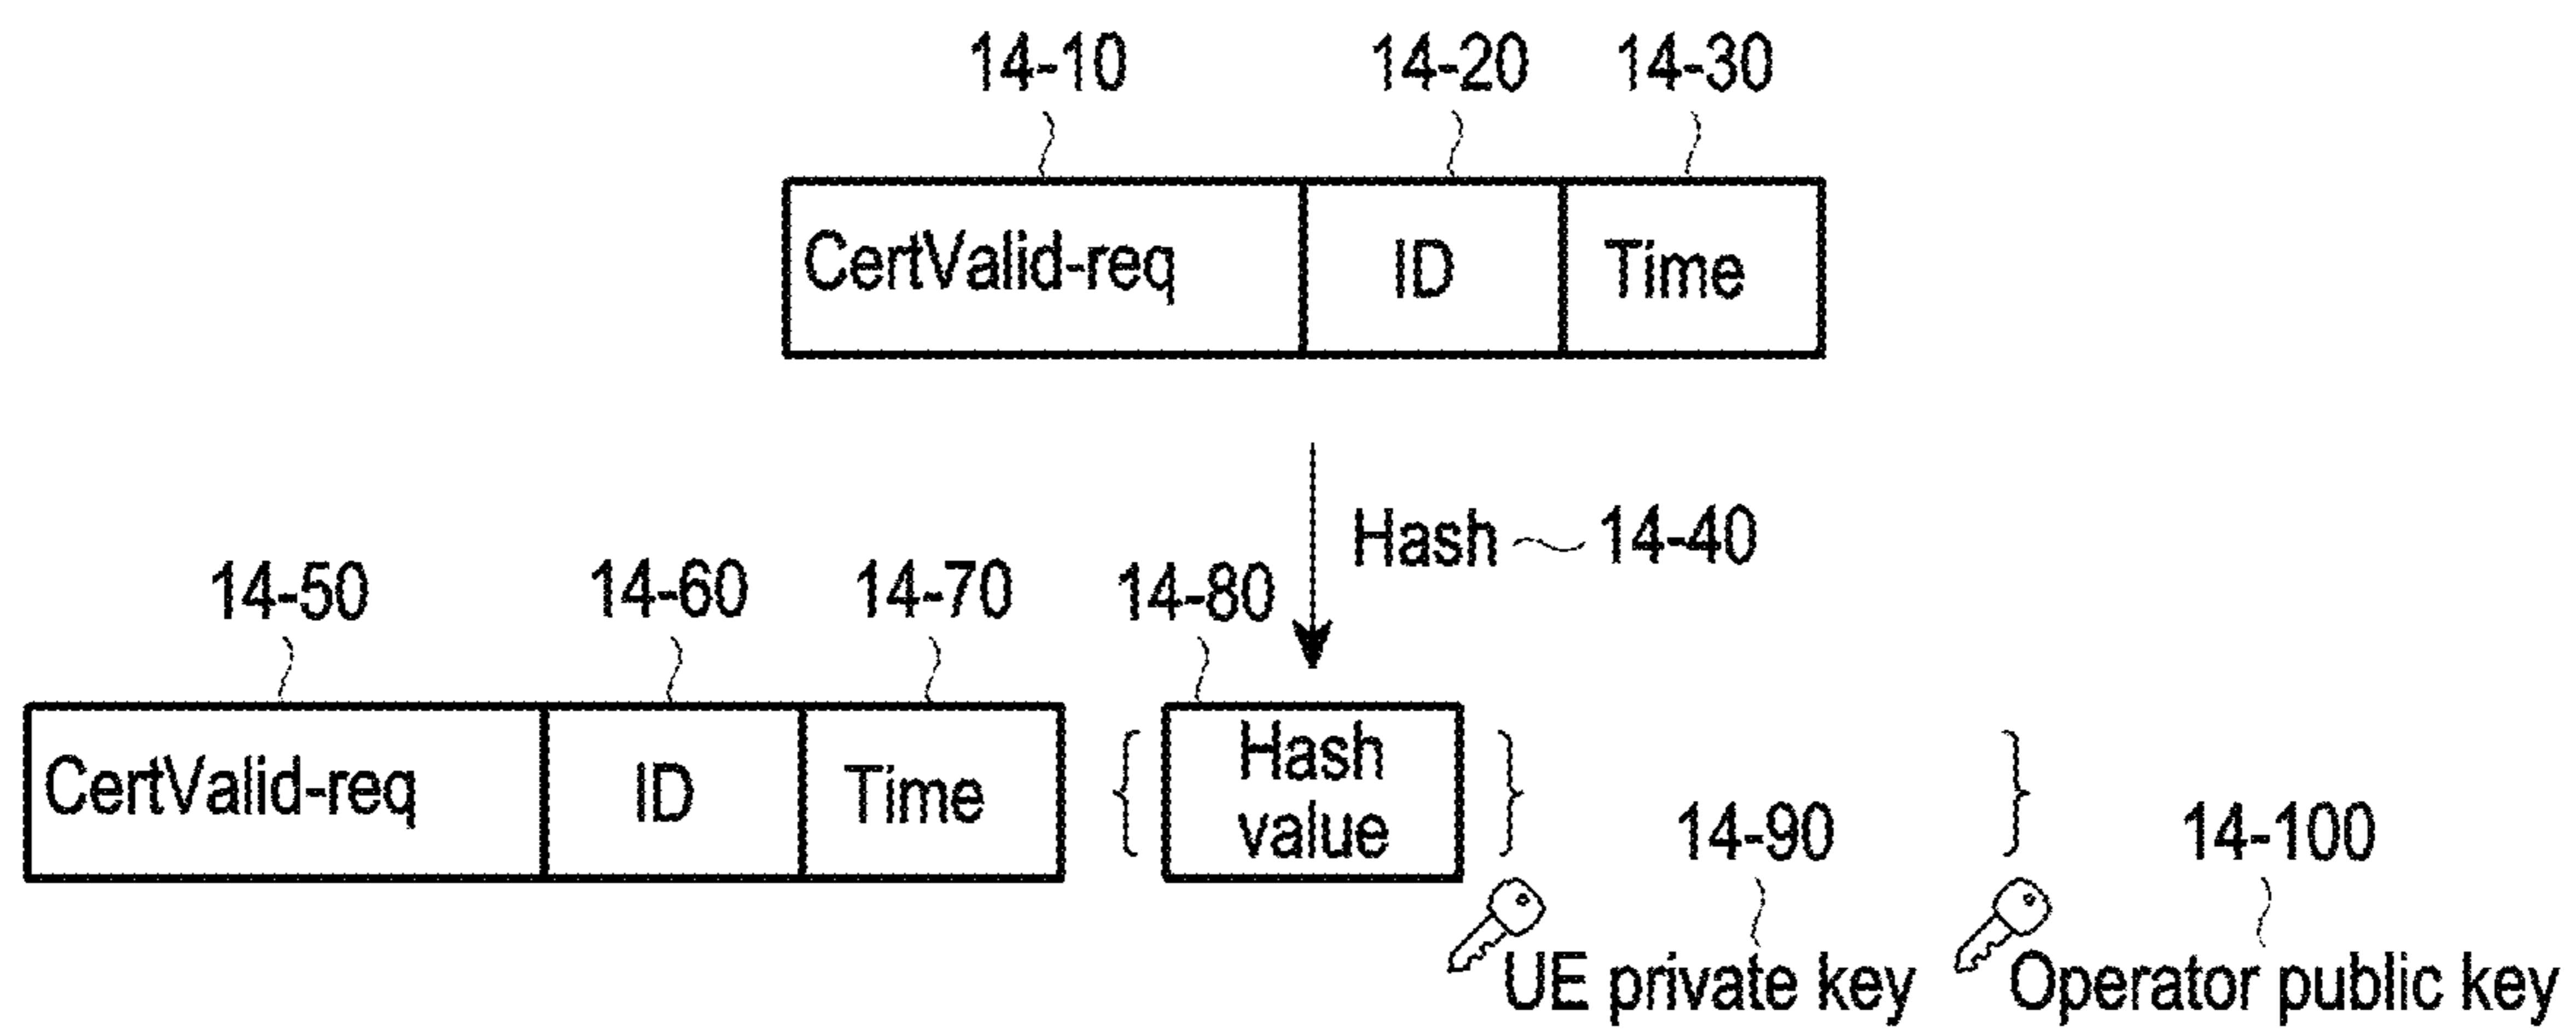 14-10 14-20 14-30
CertValid-req ID Time
Hash 14-40
14-50 14-60 14-70 14-80
CertValid-req ID Time { Hash } }
value
14-90 14-100
UE private key Operator public key